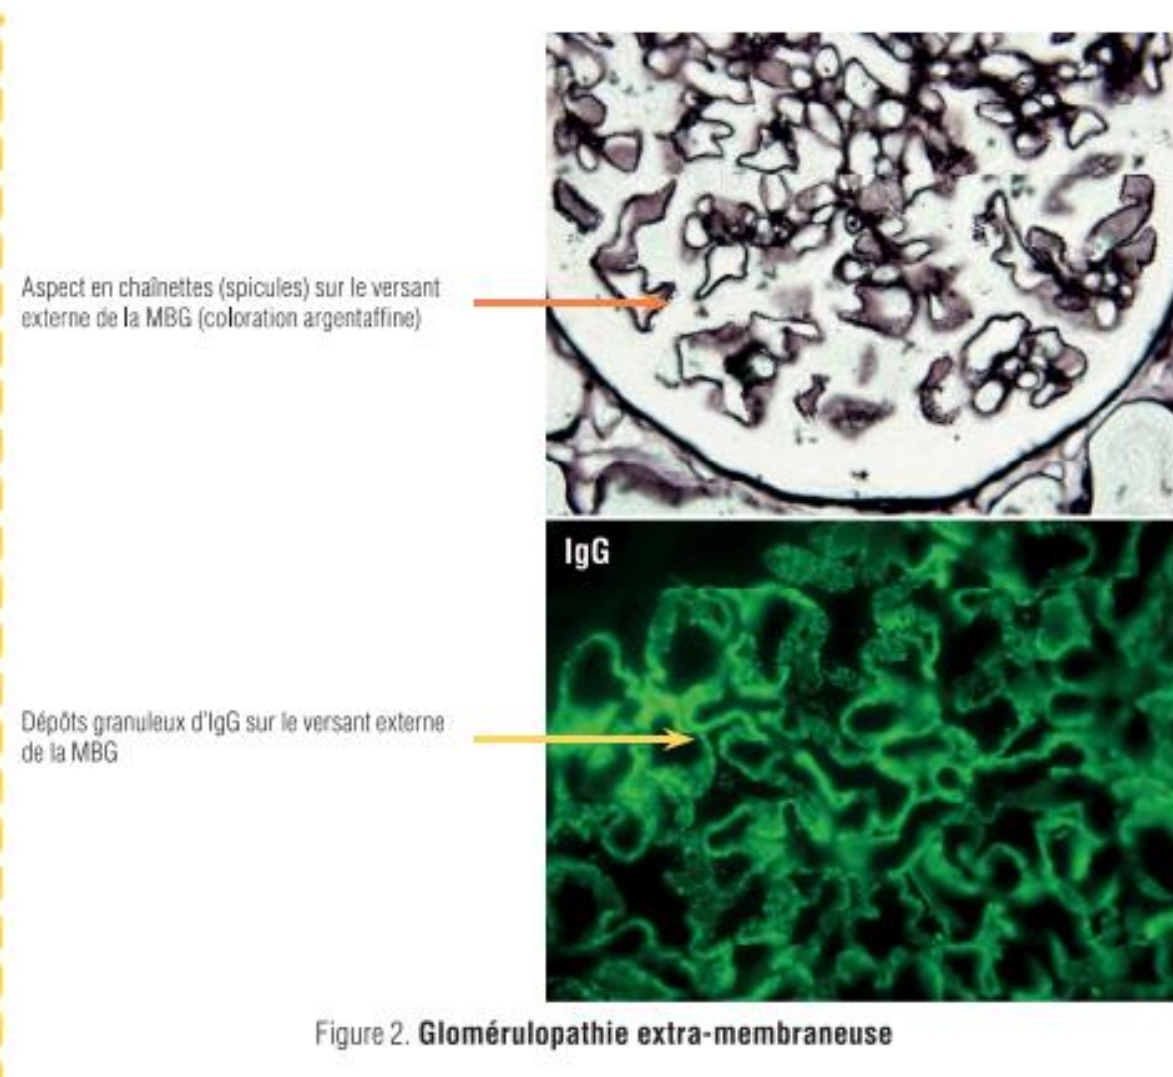 Aspect en chaînettes (spicules) sur le versant
externe de la MBG (coloration argentaffine)
IgG
Dépôts granuleux d'IgG sur le versant externe
de la MBG
Figure 2. Glomérulopathie extra-membraneuse